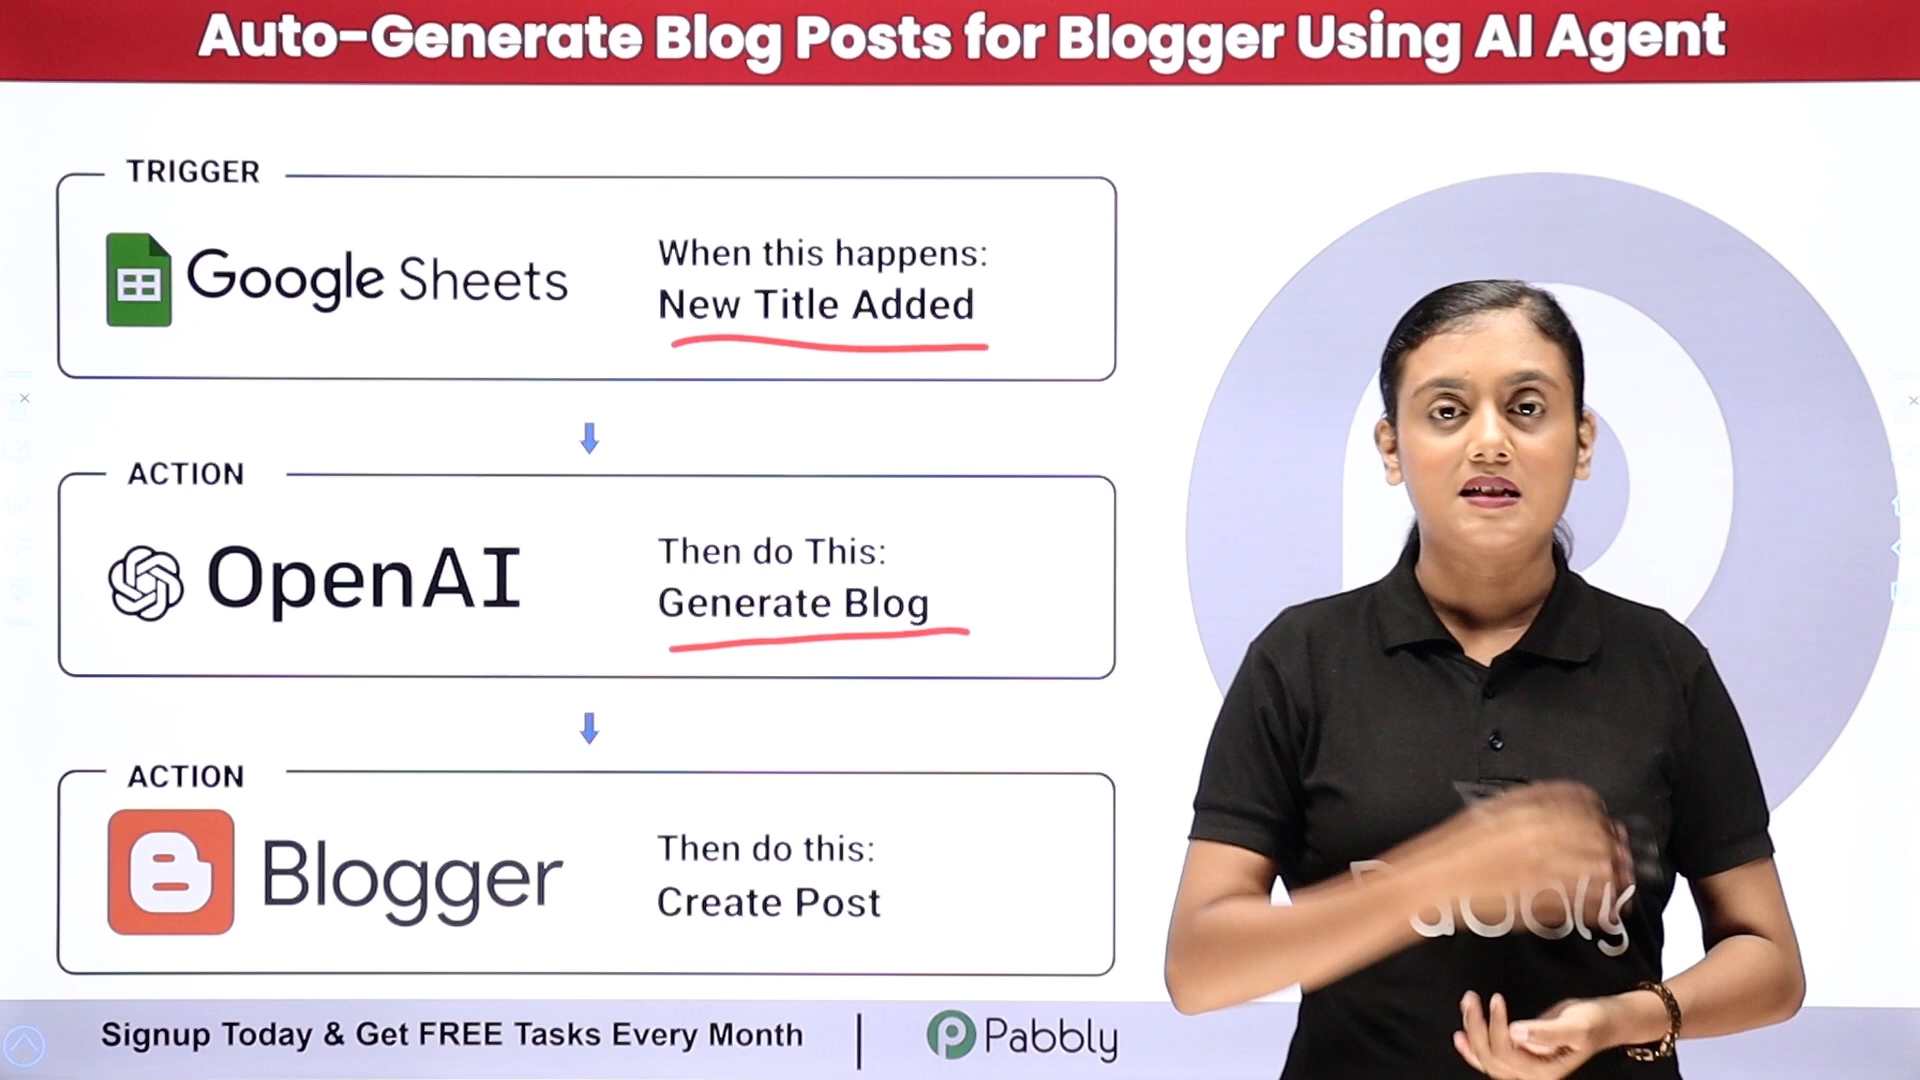 Auto-Generate Blog Posts for Blogger Using AI Agent
TRIGGER
Google Sheets
When this happens:
New Title Added
ACTION
OpenAI
Then do This:
Generate Blog
ACTION
Blogger
Then do this:
Create Post
Signup Today & Get FREE Tasks Every Month
Pabbly
Pabbly